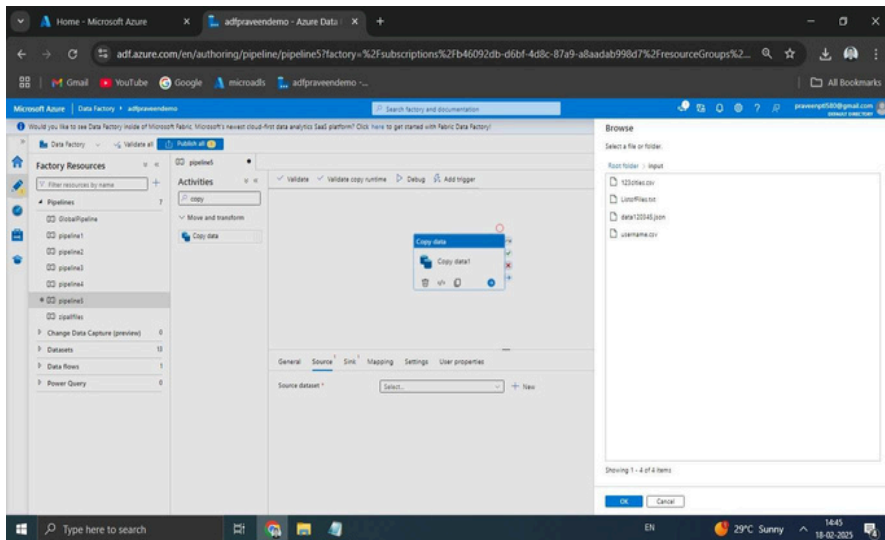 Home - Microsoft Azure
adfpraveendemo - Azure Data
adf.azure.com/en/authoring/pipeline/pipeline5?factory=%2Fsubscriptions%2Fb46092db-d6bf-4d8c-87a9-a8aadab998d7%2FresourceGroups%2...
Gmail YouTube Google microadls adfpraveendemo -... All Bookmarks
Microsoft Azure Data Factory adfpraveendemo Search factory and documentation praveenptl580@gmail.com
DEFAULT DIRECTORY
Would you like to see Data Factory inside of Microsoft Fabric, Microsoft's newest cloud-first data analytics SaaS platform? Click here to get started with Fabric Data Factory!
Data Factory Validate all Publish all
Factory Resources
Filter resources by name
Pipelines 7
GlobalPipeline
pipeline1
pipeline2
pipeline3
pipeline4
pipeline5
zipallfiles
Change Data Capture (preview) 0
Datasets
Data flows 1
Power Query 0
pipeline5
Activities
copy
Move and transform
Copy data
Validate Validate copy runtime Debug Add trigger
Copy data
Copy data1
General Source 1 Sink 1 Mapping Settings User properties
Source dataset * Select... New
Browse
Select a file or folder.
Root folder > input
123cities.csv
ListofFiles.txt
data120345.json
username.csv
Showing 1 - 4 of 4 items
OK Cancel
Type here to search EN 29°C Sunny 14:45
18-02-2025